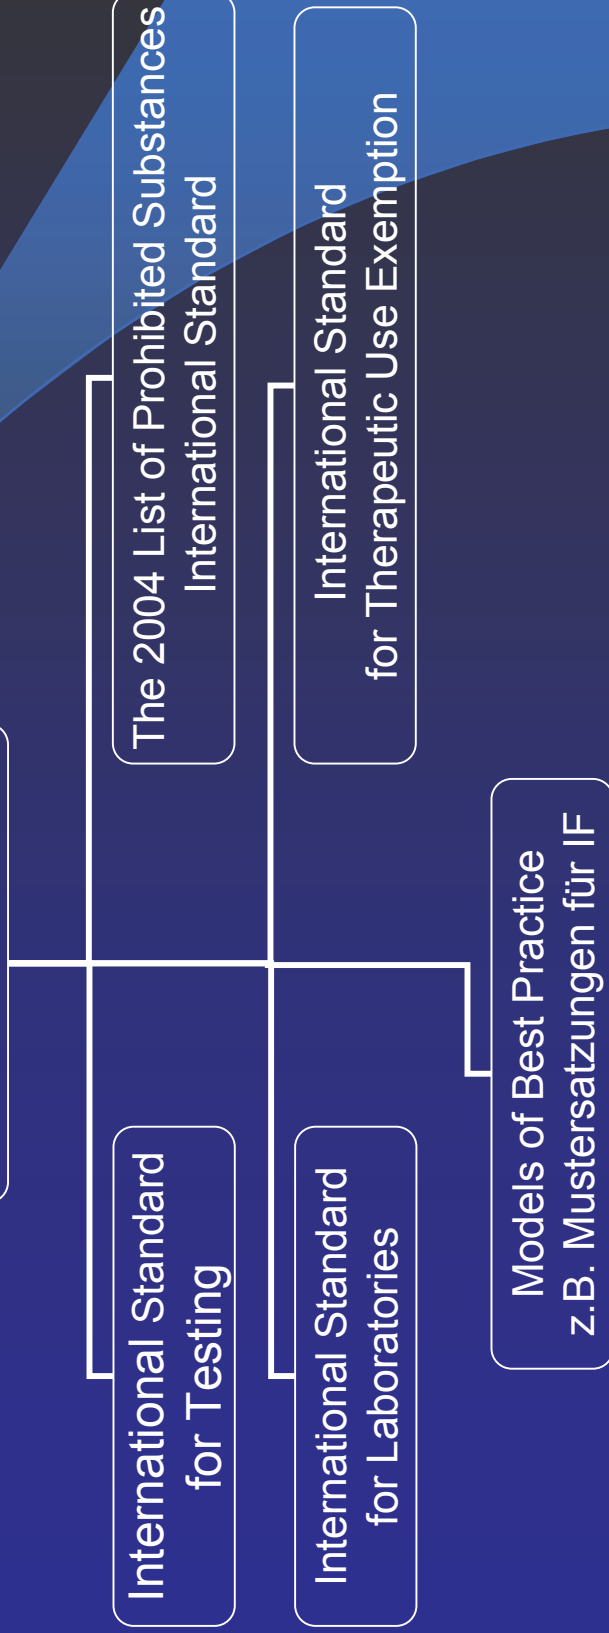 International Standard
for Testing
The 2004 List of Prohibited Substances
International Standard
International Standard
for Laboratories
International Standard
for Therapeutic Use Exemption
Models of Best Practice
z.B. Mustersatzungen für IF